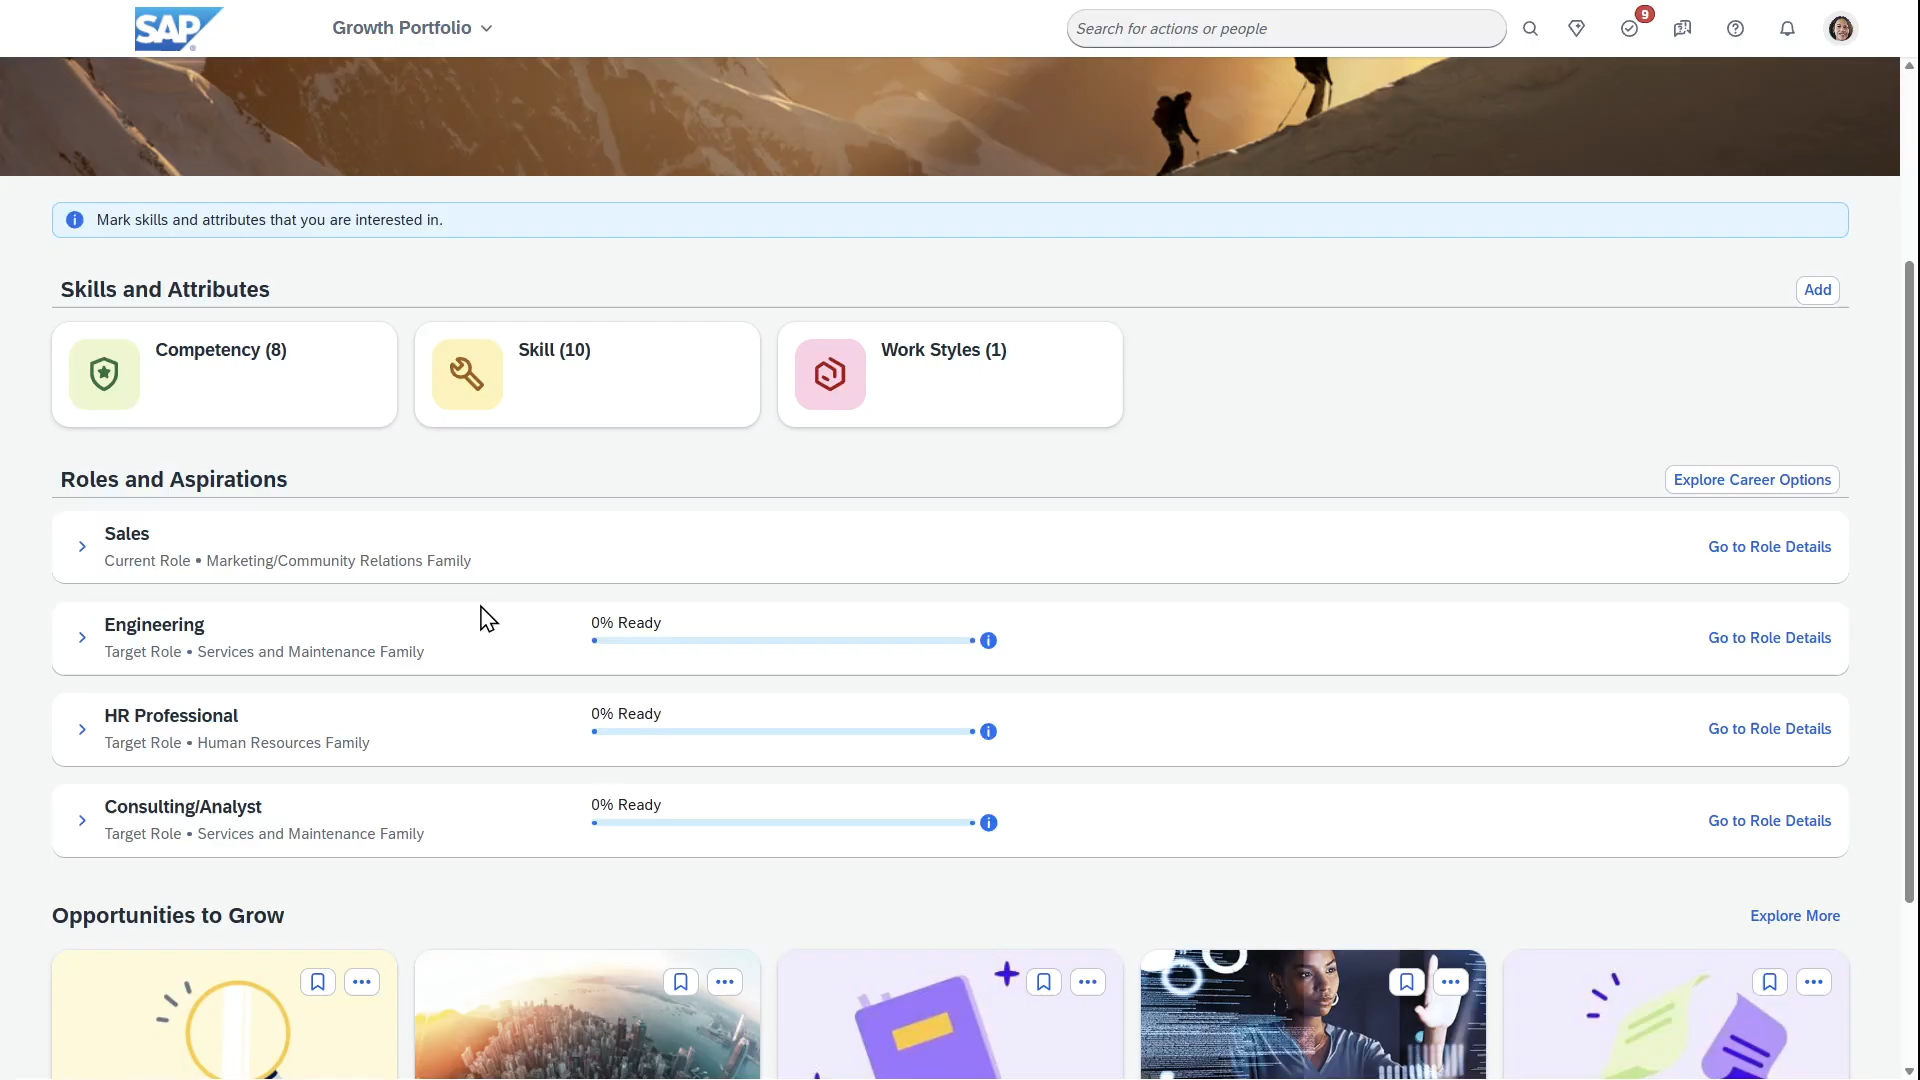 SAP
Growth Portfolio
Search for actions or people
9
Mark skills and attributes that you are interested in.
Skills and Attributes
Add
Competency (8)
Skill (10)
Work Styles (1)
Roles and Aspirations
Explore Career Options
Sales
Current Role • Marketing/Community Relations Family
Go to Role Details
Engineering
Target Role • Services and Maintenance Family
0% Ready
Go to Role Details
HR Professional
Target Role • Human Resources Family
0% Ready
Go to Role Details
Consulting/Analyst
Target Role • Services and Maintenance Family
0% Ready
Go to Role Details
Opportunities to Grow
Explore More